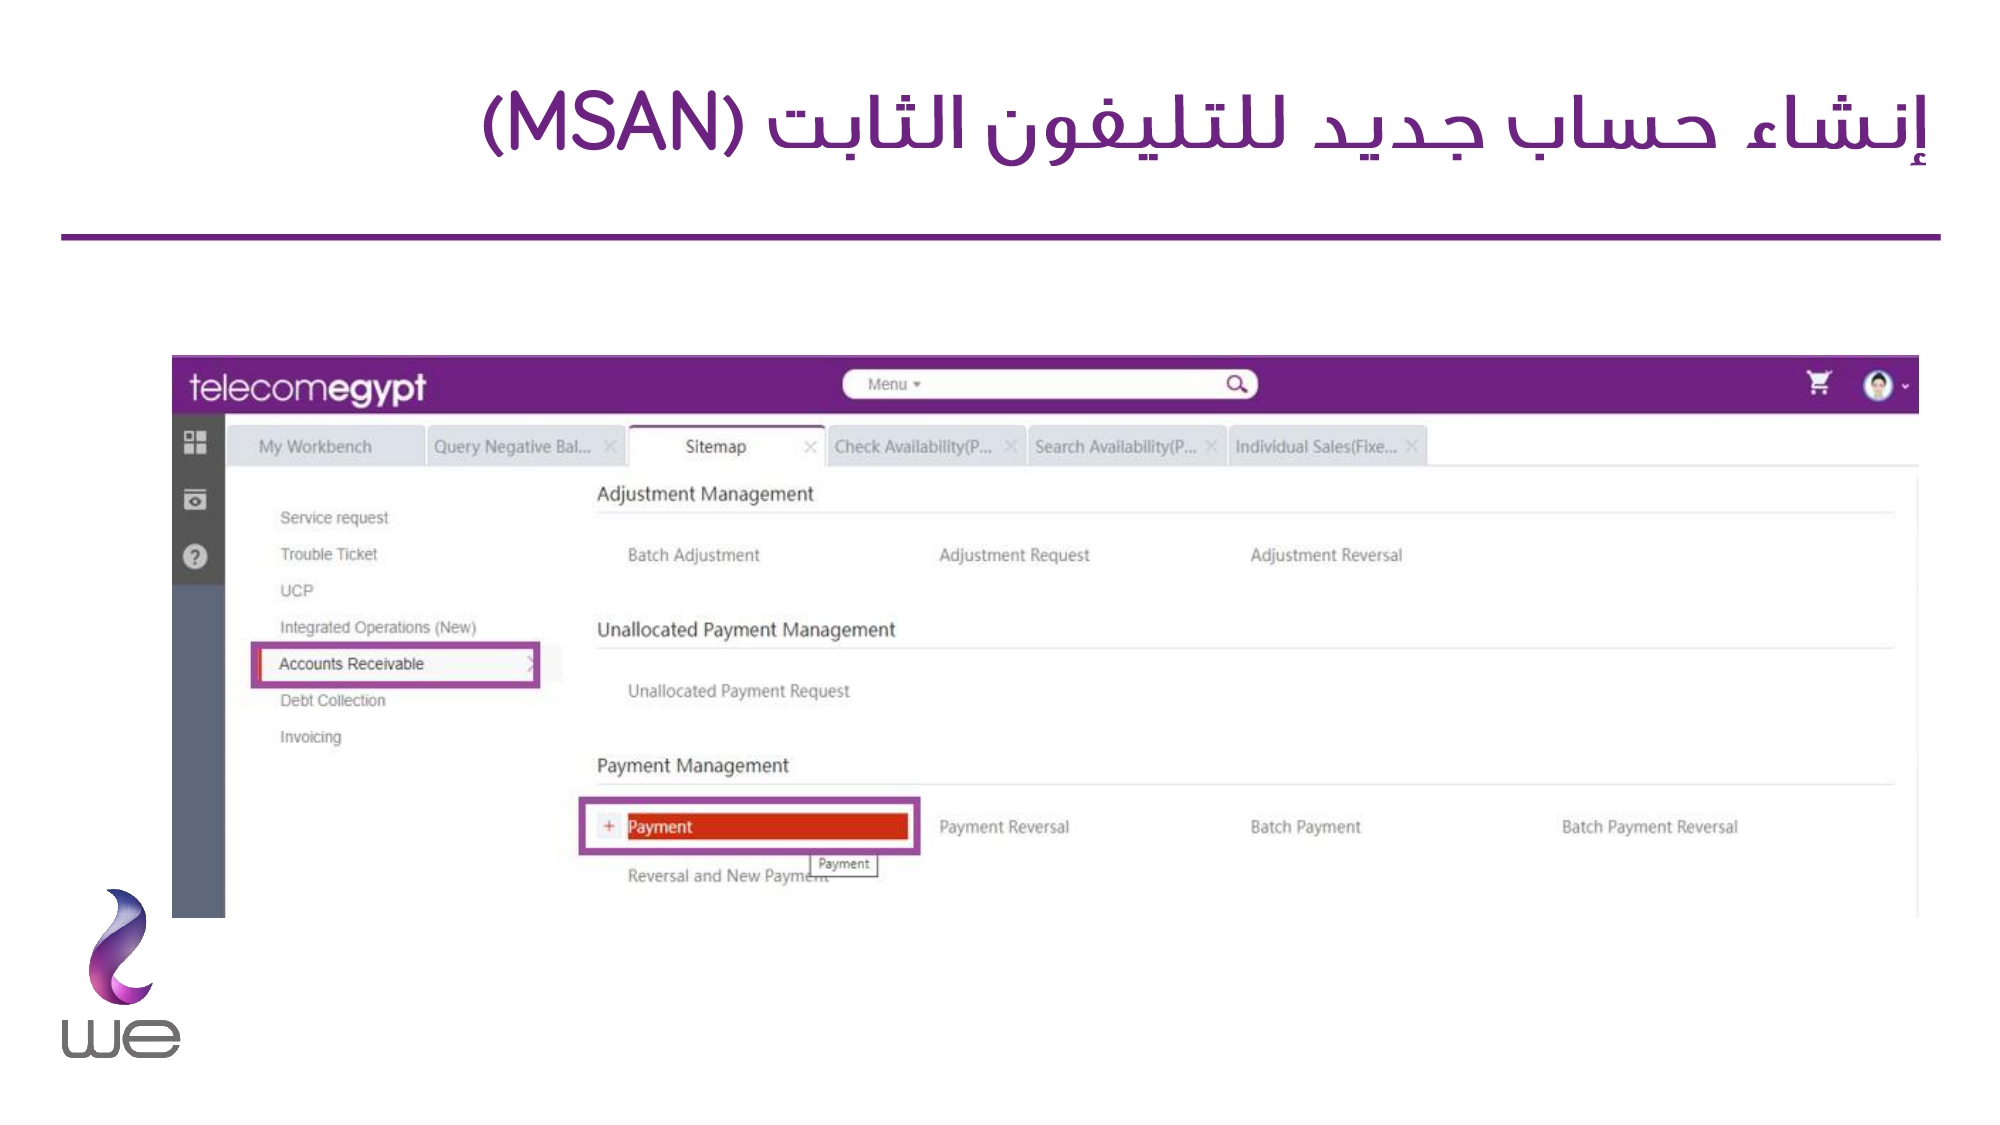 إنشاء حساب جديد للتليفون الثابت (MSAN)
telecomegypt
Menu
My Workbench
Query Negative Bal...
Sitemap
Check Availability(P...
Search Availability(P...
Individual Sales(Fixe...
Service request
Trouble Ticket
UCP
Integrated Operations (New)
Accounts Receivable
Debt Collection
Invoicing
Adjustment Management
Batch Adjustment
Adjustment Request
Adjustment Reversal
Unallocated Payment Management
Unallocated Payment Request
Payment Management
+ Payment
Payment Reversal
Batch Payment
Batch Payment Reversal
Reversal and New Payment
Payment
we